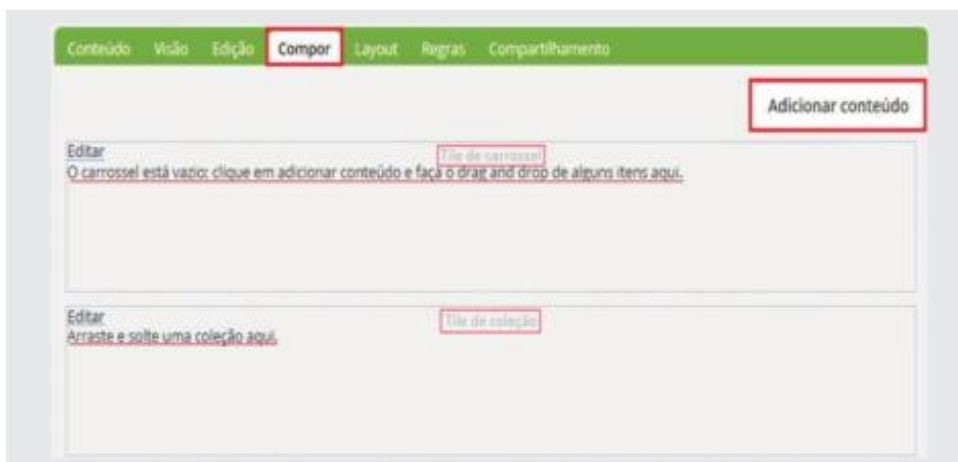 Conteúdo Visão Edição Compor Layout Regras Compartilhamento
Adicionar conteúdo
Editar
Tile de carrossel
O carrossel está vazio; clique em adicionar conteúdo e faça o drag and drop de alguns itens aqui.
Editar
Tile de coleção
Arraste e solte uma coleção aqui.